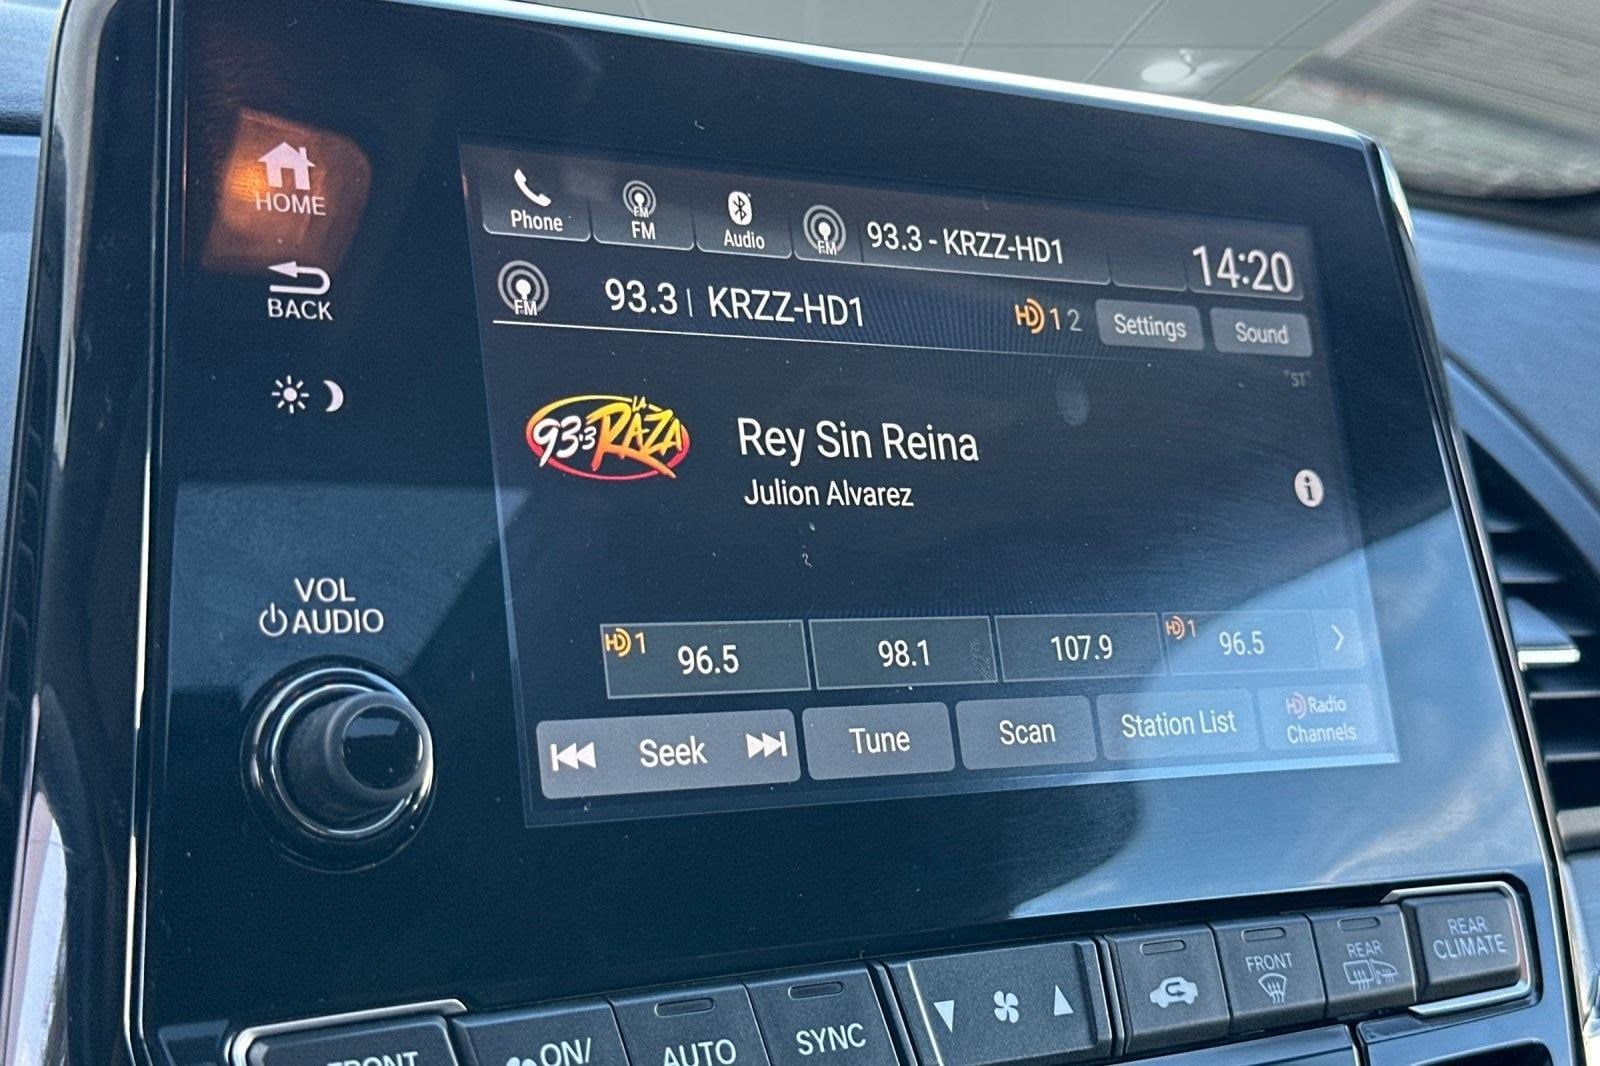 HOME
BACK
VOL
AUDIO
Phone
FM
FM
Audio
FM
93.3 - KRZZ-HD1
14:20
FM
93.3 | KRZZ-HD1
HD 1 2
Settings
Sound
"ST"
93.3 LA RAZA
Rey Sin Reina
Julion Alvarez
i
HD 1
96.5
98.1
107.9
HD 1
96.5
Seek
Tune
Scan
Station List
HD Radio
Channels
FRONT
ON/
AUTO
SYNC
FRONT
REAR
REAR
CLIMATE